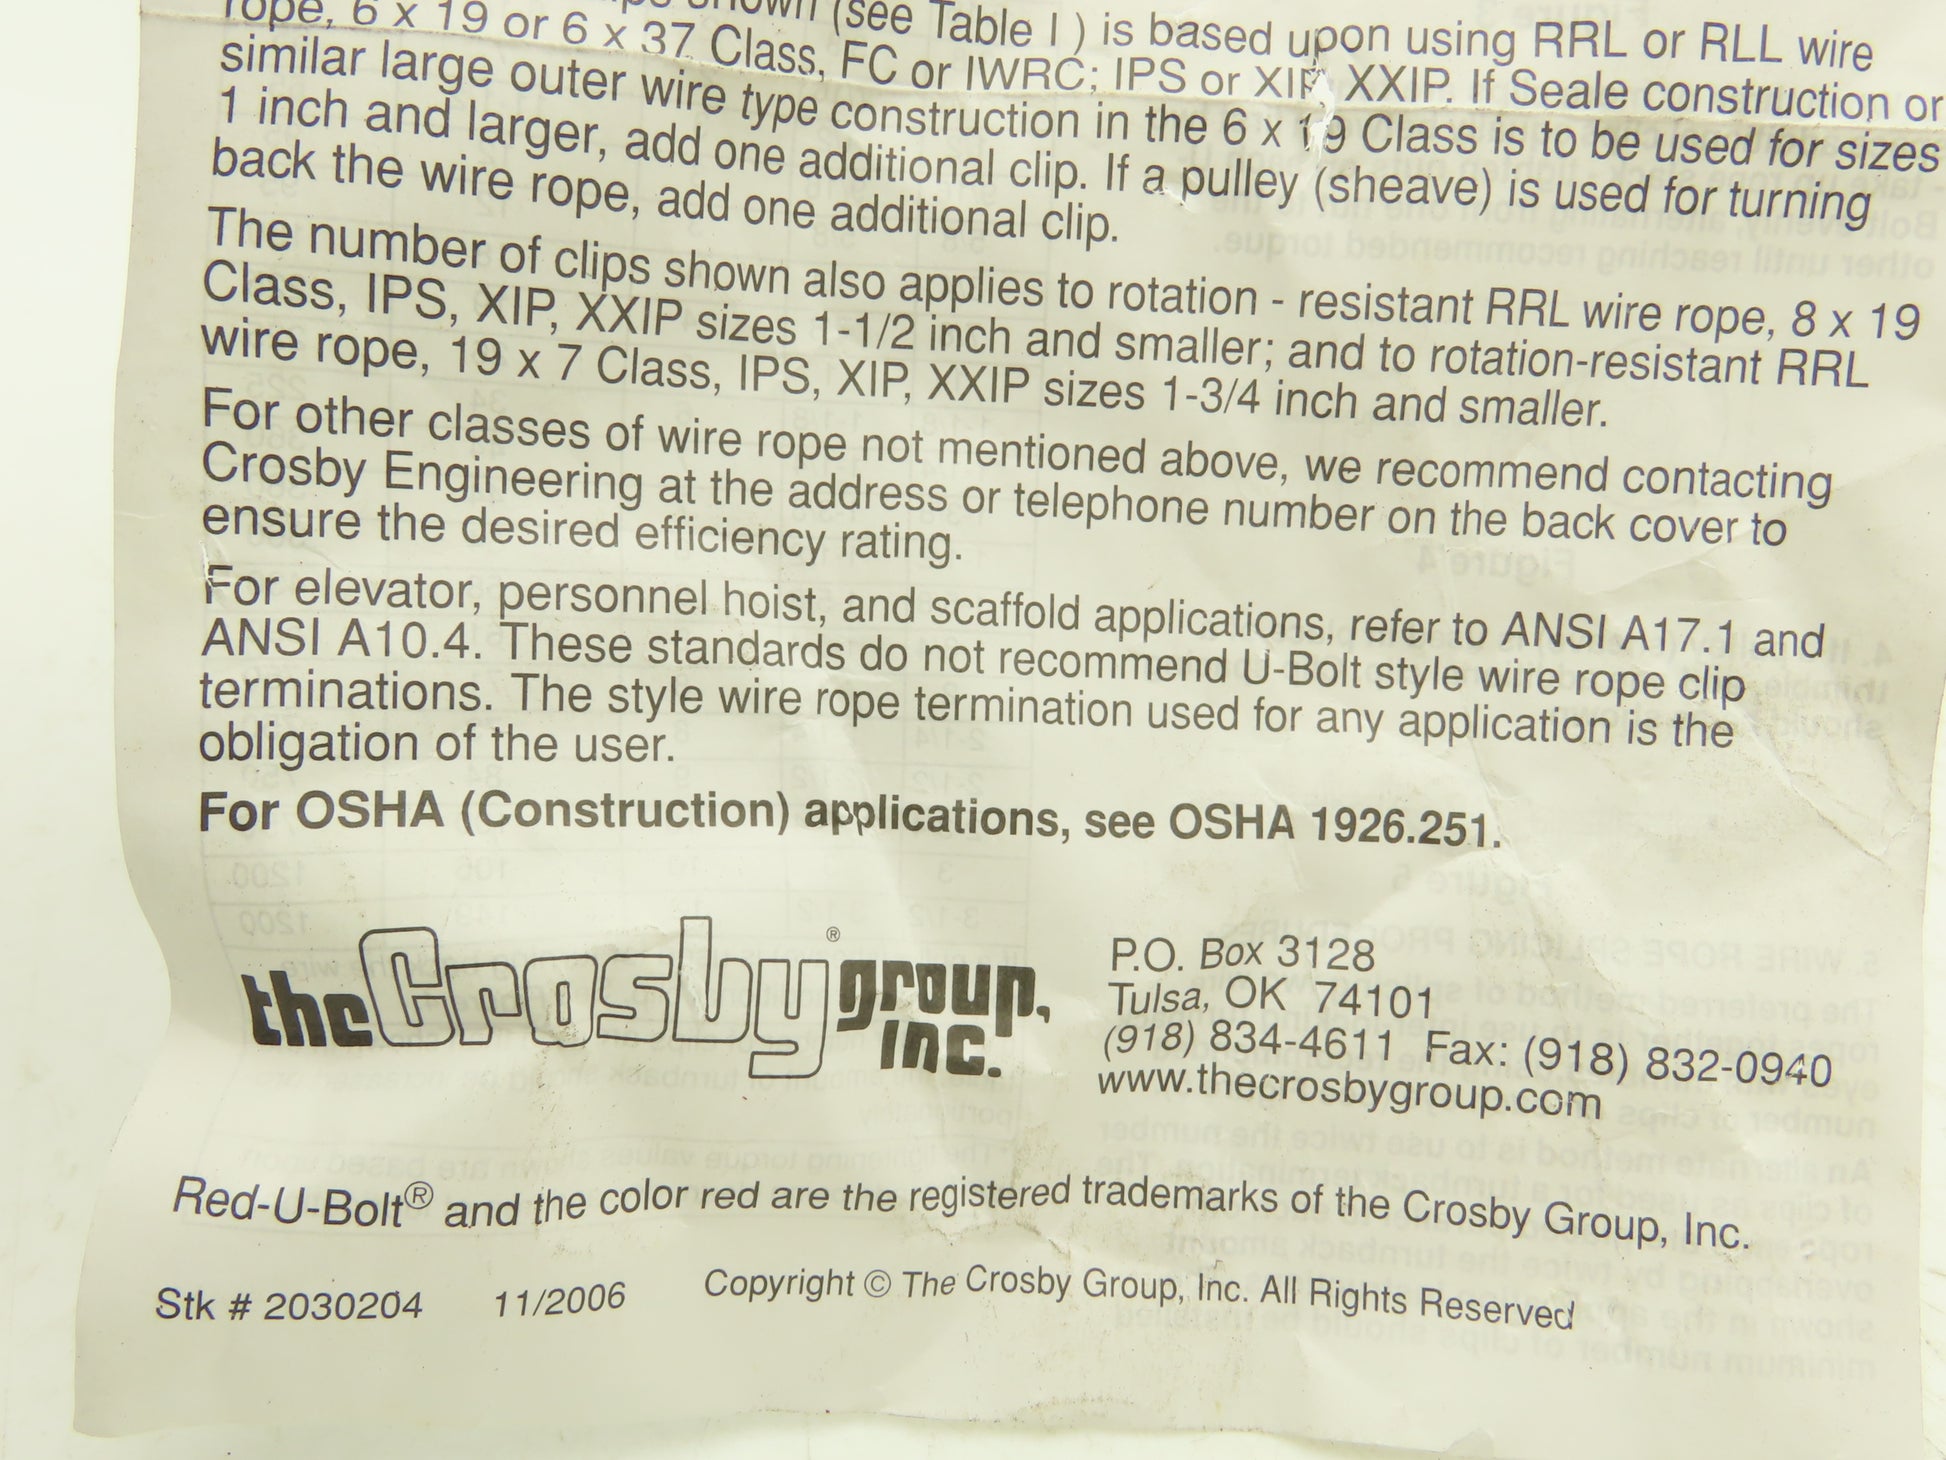 shown (see Table I ) is based upon using RRL or RLL wire
rope, 6 x 19 or 6 x 37 Class, FC or IWRC; IPS or XIP, XXIP. If Seale construction or
similar large outer wire type construction in the 6 x 19 Class is to be used for sizes
1 inch and larger, add one additional clip. If a pulley (sheave) is used for turning
back the wire rope, add one additional clip.
The number of clips shown also applies to rotation - resistant RRL wire rope, 8 x 19
Class, IPS, XIP, XXIP sizes 1-1/2 inch and smaller; and to rotation-resistant RRL
wire rope, 19 x 7 Class, IPS, XIP, XXIP sizes 1-3/4 inch and smaller.
For other classes of wire rope not mentioned above, we recommend contacting
Crosby Engineering at the address or telephone number on the back cover to
ensure the desired efficiency rating.
For elevator, personnel hoist, and scaffold applications, refer to ANSI A17.1 and
ANSI A10.4. These standards do not recommend U-Bolt style wire rope clip
terminations. The style wire rope termination used for any application is the
obligation of the user.
For OSHA (Construction) applications, see OSHA 1926.251.
the Crosby group, inc. ®
P.O. Box 3128
Tulsa, OK 74101
(918) 834-4611 Fax: (918) 832-0940
www.thecrosbygroup.com
Red-U-Bolt® and the color red are the registered trademarks of the Crosby Group, Inc.
Stk # 2030204 11/2006 Copyright © The Crosby Group, Inc. All Rights Reserved